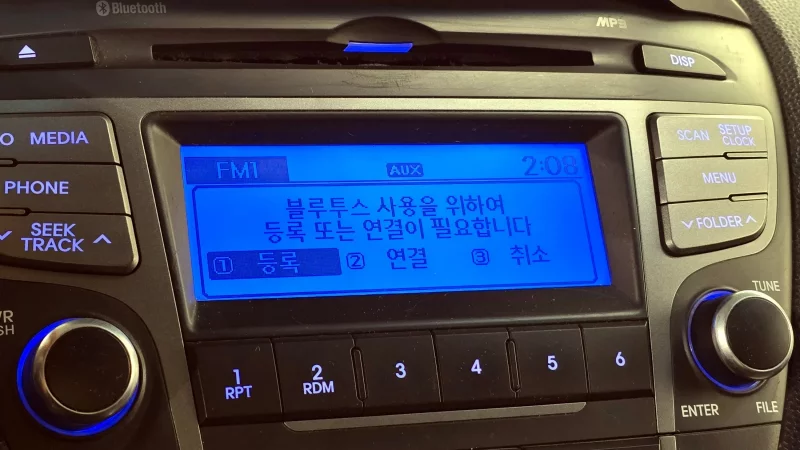 Bluetooth
MP3
DISP
MEDIA
SCAN SETUP
CLOCK
PHONE
MENU
SEEK
TRACK
FOLDER
FM1 AUX 2:08
블루투스 사용을 위하여
등록 또는 연결이 필요합니다
① 등록 ② 연결 ③ 취소
TUNE
1 2 3 4 5 6
RPT RDM
ENTER FILE